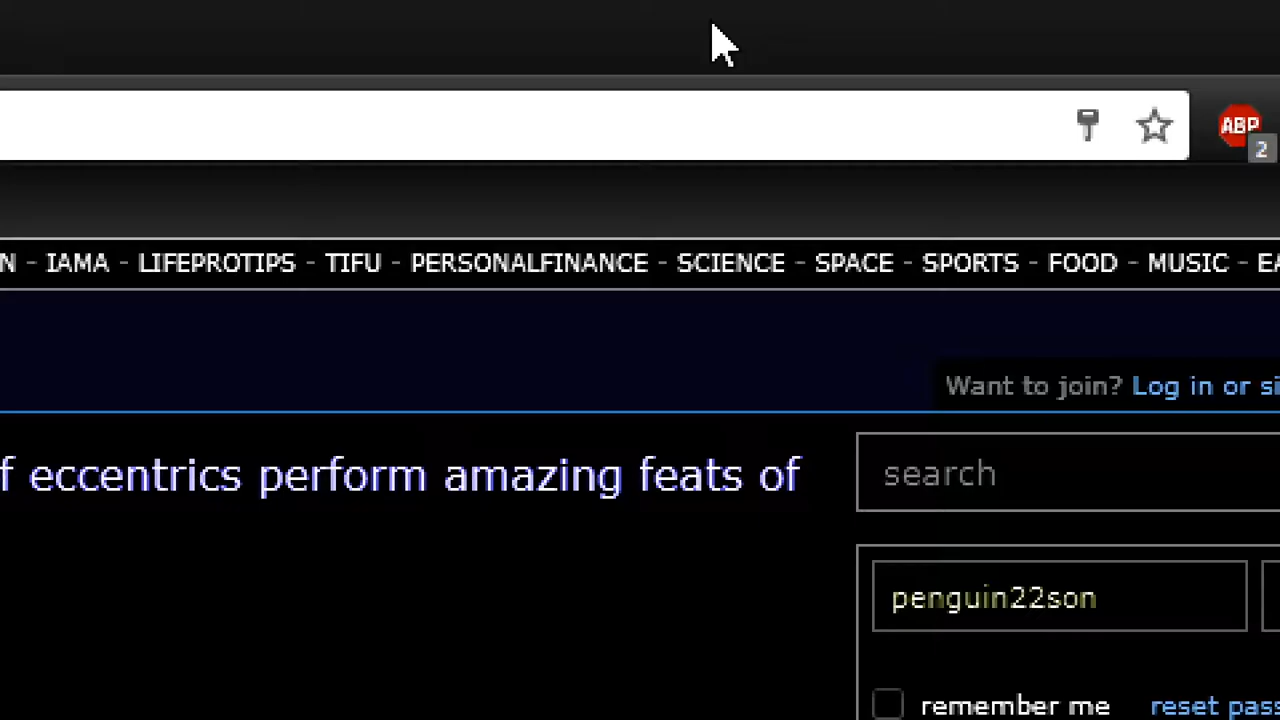 ABP
2
N - IAMA - LIFEPROTIPS - TIFU - PERSONALFINANCE - SCIENCE - SPACE - SPORTS - FOOD - MUSIC - EA
Want to join? Log in or si
f eccentrics perform amazing feats of
search
penguin22son
remember me reset pass